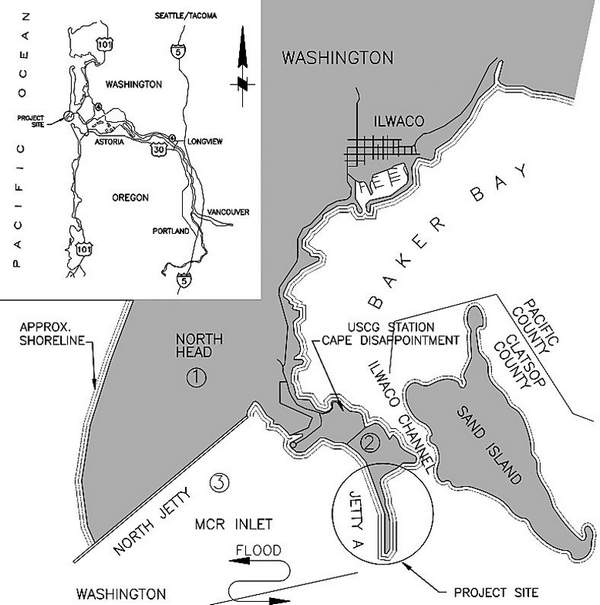 SEATTLE/TACOMA
101
5
PACIFIC OCEAN
WASHINGTON
PROJECT
SITE
4
4
ASTORIA
30
LONGVIEW
OREGON
VANCOUVER
PORTLAND
101
5
N
WASHINGTON
ILWACO
BAKER BAY
APPROX.
SHORELINE
NORTH
HEAD
1
USCG STATION
CAPE DISAPPOINTMENT
PACIFIC
COUNTY
CLATSOP
COUNTY
ILWACO CHANNEL
SAND ISLAND
2
3
NORTH JETTY
JETTY A
MCR INLET
FLOOD
WASHINGTON
PROJECT SITE